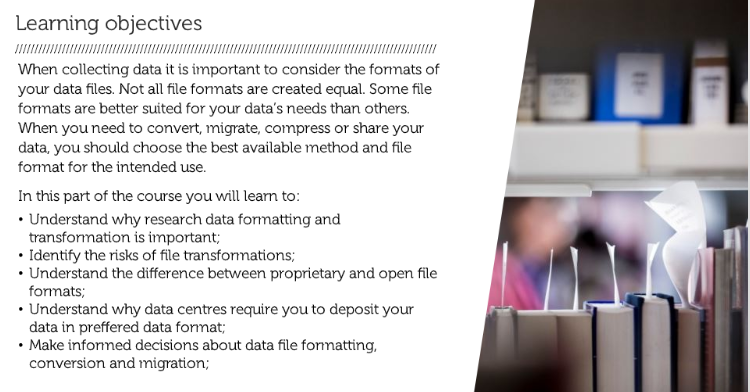 Learning objectives
When collecting data it is important to consider the formats of
your data files. Not all file formats are created equal. Some file
formats are better suited for your data's needs than others.
When you need to convert, migrate, compress or share your
data, you should choose the best available method and file
format for the intended use.
In this part of the course you will learn to:
• Understand why research data formatting and
transformation is important;
• Identify the risks of file transformations;
• Understand the difference between proprietary and open file
formats;
• Understand why data centres require you to deposit your
data in preffered data format;
• Make informed decisions about data file formatting,
conversion and migration;